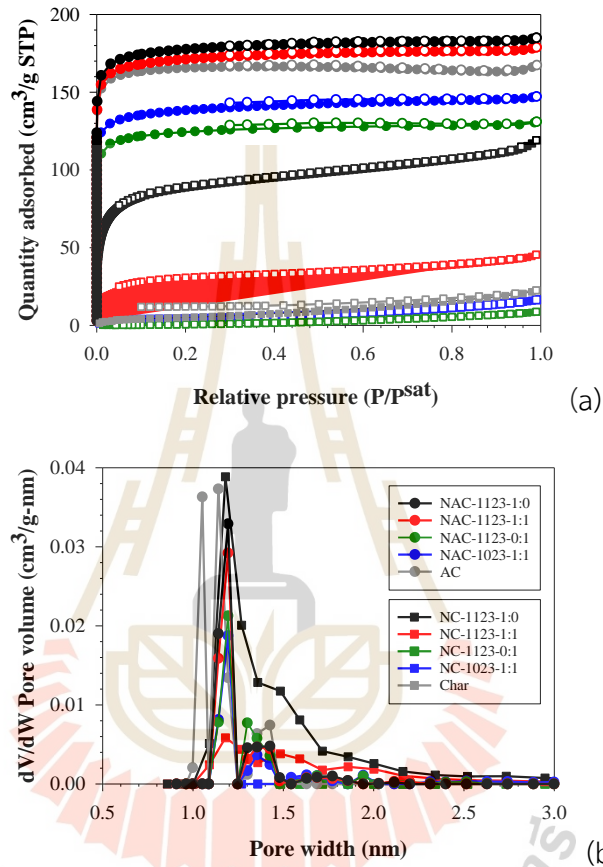 200
150
100
50
0
Quantity adsorbed (cm³/g STP)
0.0 0.2 0.4 0.6 0.8 1.0
Relative pressure (P/Pˢᵃᵗ)
(a)
0.04
0.03
0.02
0.01
0.00
dV/dW Pore volume (cm³/g-nm)
NAC-1123-1:0
NAC-1123-1:1
NAC-1123-0:1
NAC-1023-1:1
AC
NC-1123-1:0
NC-1123-1:1
NC-1123-0:1
NC-1023-1:1
Char
0.5 1.0 1.5 2.0 2.5 3.0
Pore width (nm)
(b